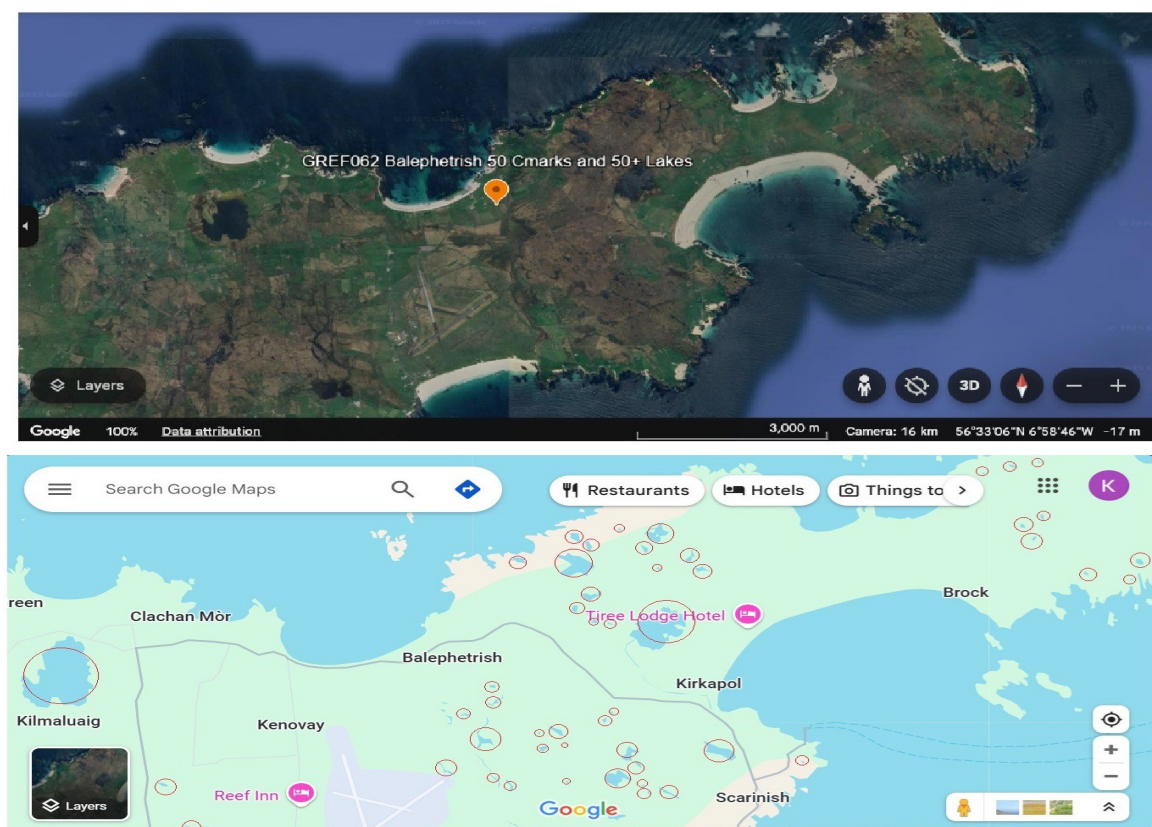 GREF062 Balephetrish 50 Cmarks and 50+ Lakes
Layers
3D
Google 100% Data attribution 3,000 m Camera: 16 km 56°33'06"N 6°58'46"W -17 m
Search Google Maps Restaurants Hotels Things to K
reen
Clachan Mòr
Brock
Tiree Lodge Hotel
Balephetrish
Kirkapol
Kilmaluaig
Kenovay
Reef Inn
Scarinish
Layers
Google